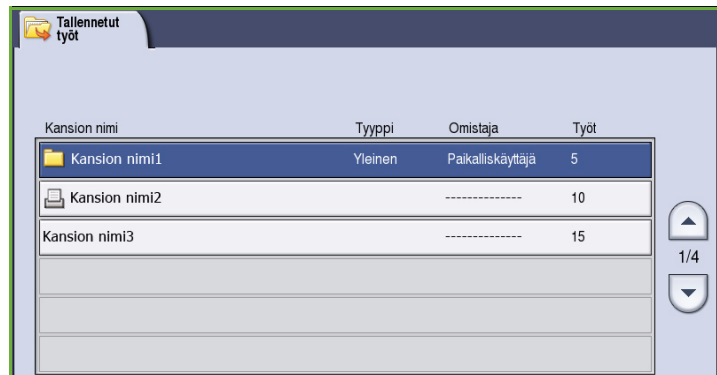 Tallennetut
työt
Kansion nimi Tyyppi Omistaja Työt
Kansion nimi1 Yleinen Paikalliskäyttäjä 5
Kansion nimi2 -------------- 10
Kansion nimi3 -------------- 15
1/4